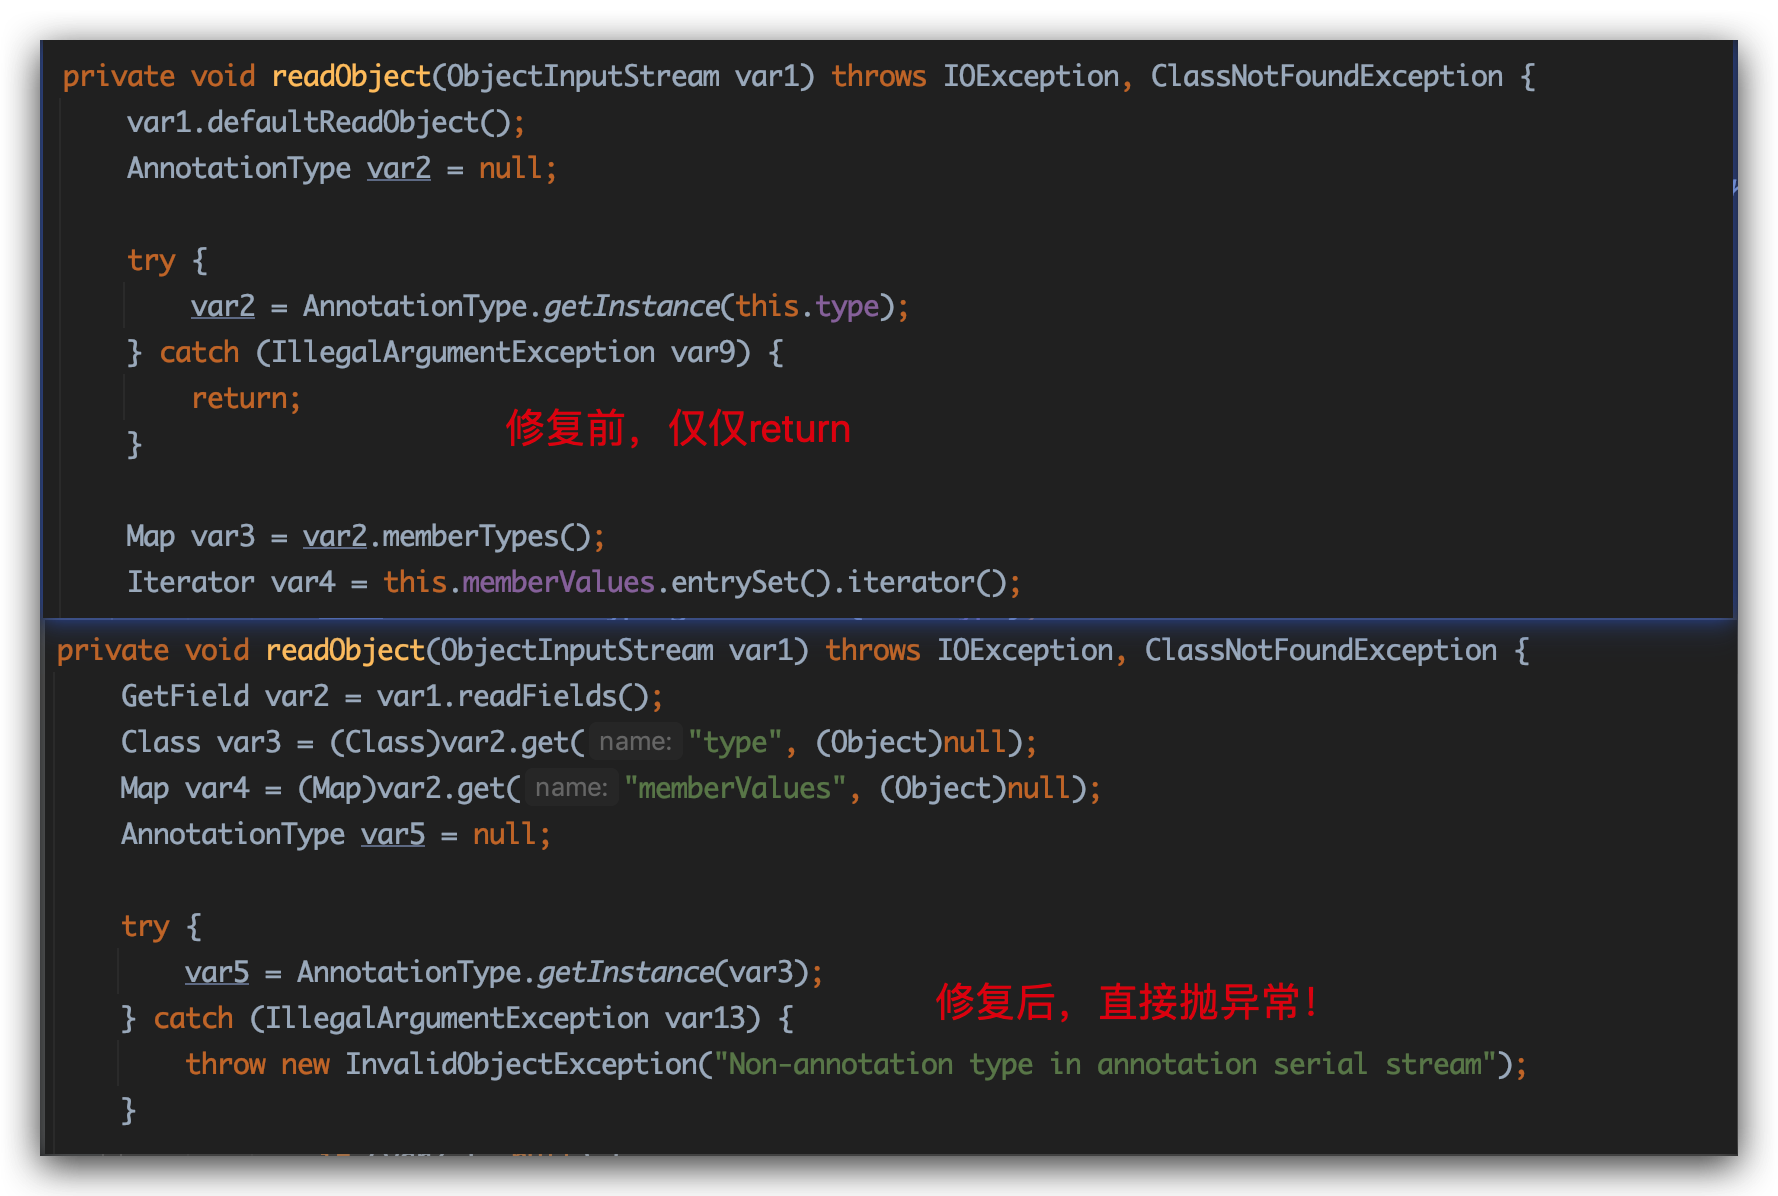 private void readObject(ObjectInputStream var1) throws IOException, ClassNotFoundException {
var1.defaultReadObject();
AnnotationType var2 = null;
try {
var2 = AnnotationType.getInstance(this.type);
} catch (IllegalArgumentException var9) {
return;
修复前，仅仅return
}
Map var3 = var2.memberTypes();
Iterator var4 = this.memberValues.entrySet().iterator();
private void readObject(ObjectInputStream var1) throws IOException, ClassNotFoundException {
GetField var2 = var1.readFields();
Class var3 = (Class)var2.get( name: "type", (Object)null);
Map var4 = (Map)var2.get( name: "memberValues", (Object)null);
AnnotationType var5 = null;
try {
var5 = AnnotationType.getInstance(var3);
修复后，直接抛异常！
} catch (IllegalArgumentException var13) {
throw new InvalidObjectException("Non-annotation type in annotation serial stream");
}